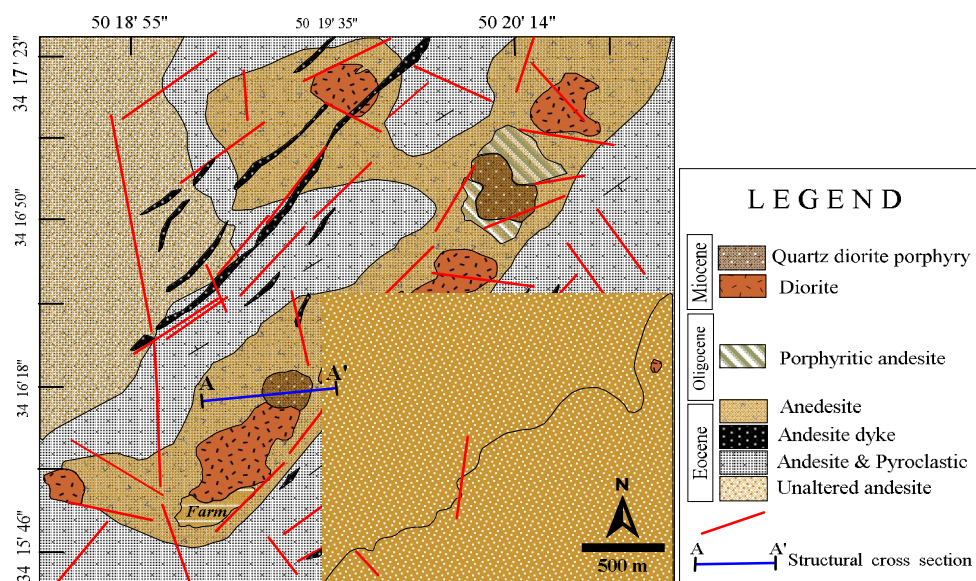 50 18' 55"
50 19' 35"
50 20' 14"
34 17' 23"
34 16' 50"
34 16' 18"
34 15' 46"
A
A'
Farm
N
500 m
LEGEND
Miocene
Quartz diorite porphyry
Diorite
Oligocene
Porphyritic andesite
Eocene
Anedesite
Andesite dyke
Andesite & Pyroclastic
Unaltered andesite
A
A'
Structural cross section